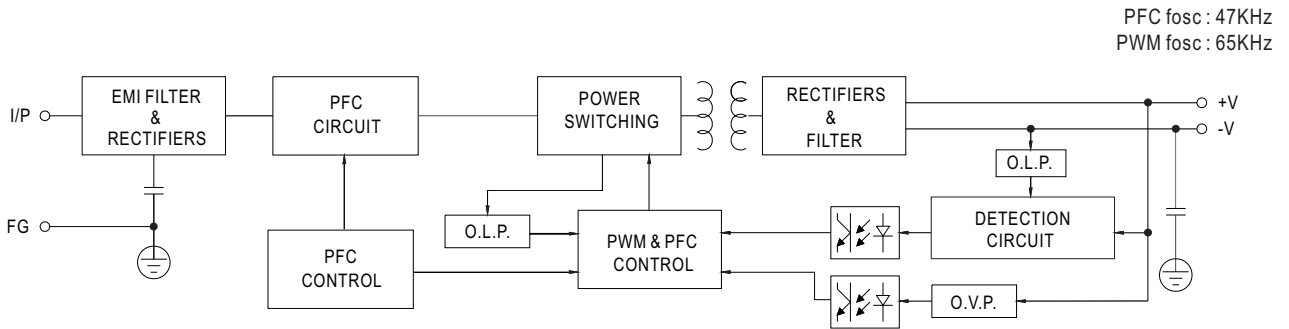 PFC fosc : 47KHz
PWM fosc : 65KHz
I/P
EMI FILTER
&
RECTIFIERS
PFC
CIRCUIT
POWER
SWITCHING
RECTIFIERS
&
FILTER
+V
-V
O.L.P.
FG
O.L.P.
PFC
CONTROL
PWM & PFC
CONTROL
DETECTION
CIRCUIT
O.V.P.